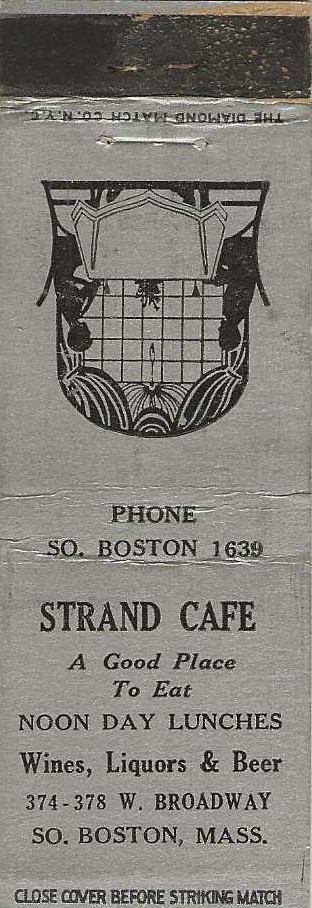 THE DIAMOND MATCH CO. N.Y.C.
PHONE
SO. BOSTON 1639
STRAND CAFE
A Good Place
To Eat
NOON DAY LUNCHES
Wines, Liquors & Beer
374-378 W. BROADWAY
SO. BOSTON, MASS.
CLOSE COVER BEFORE STRIKING MATCH